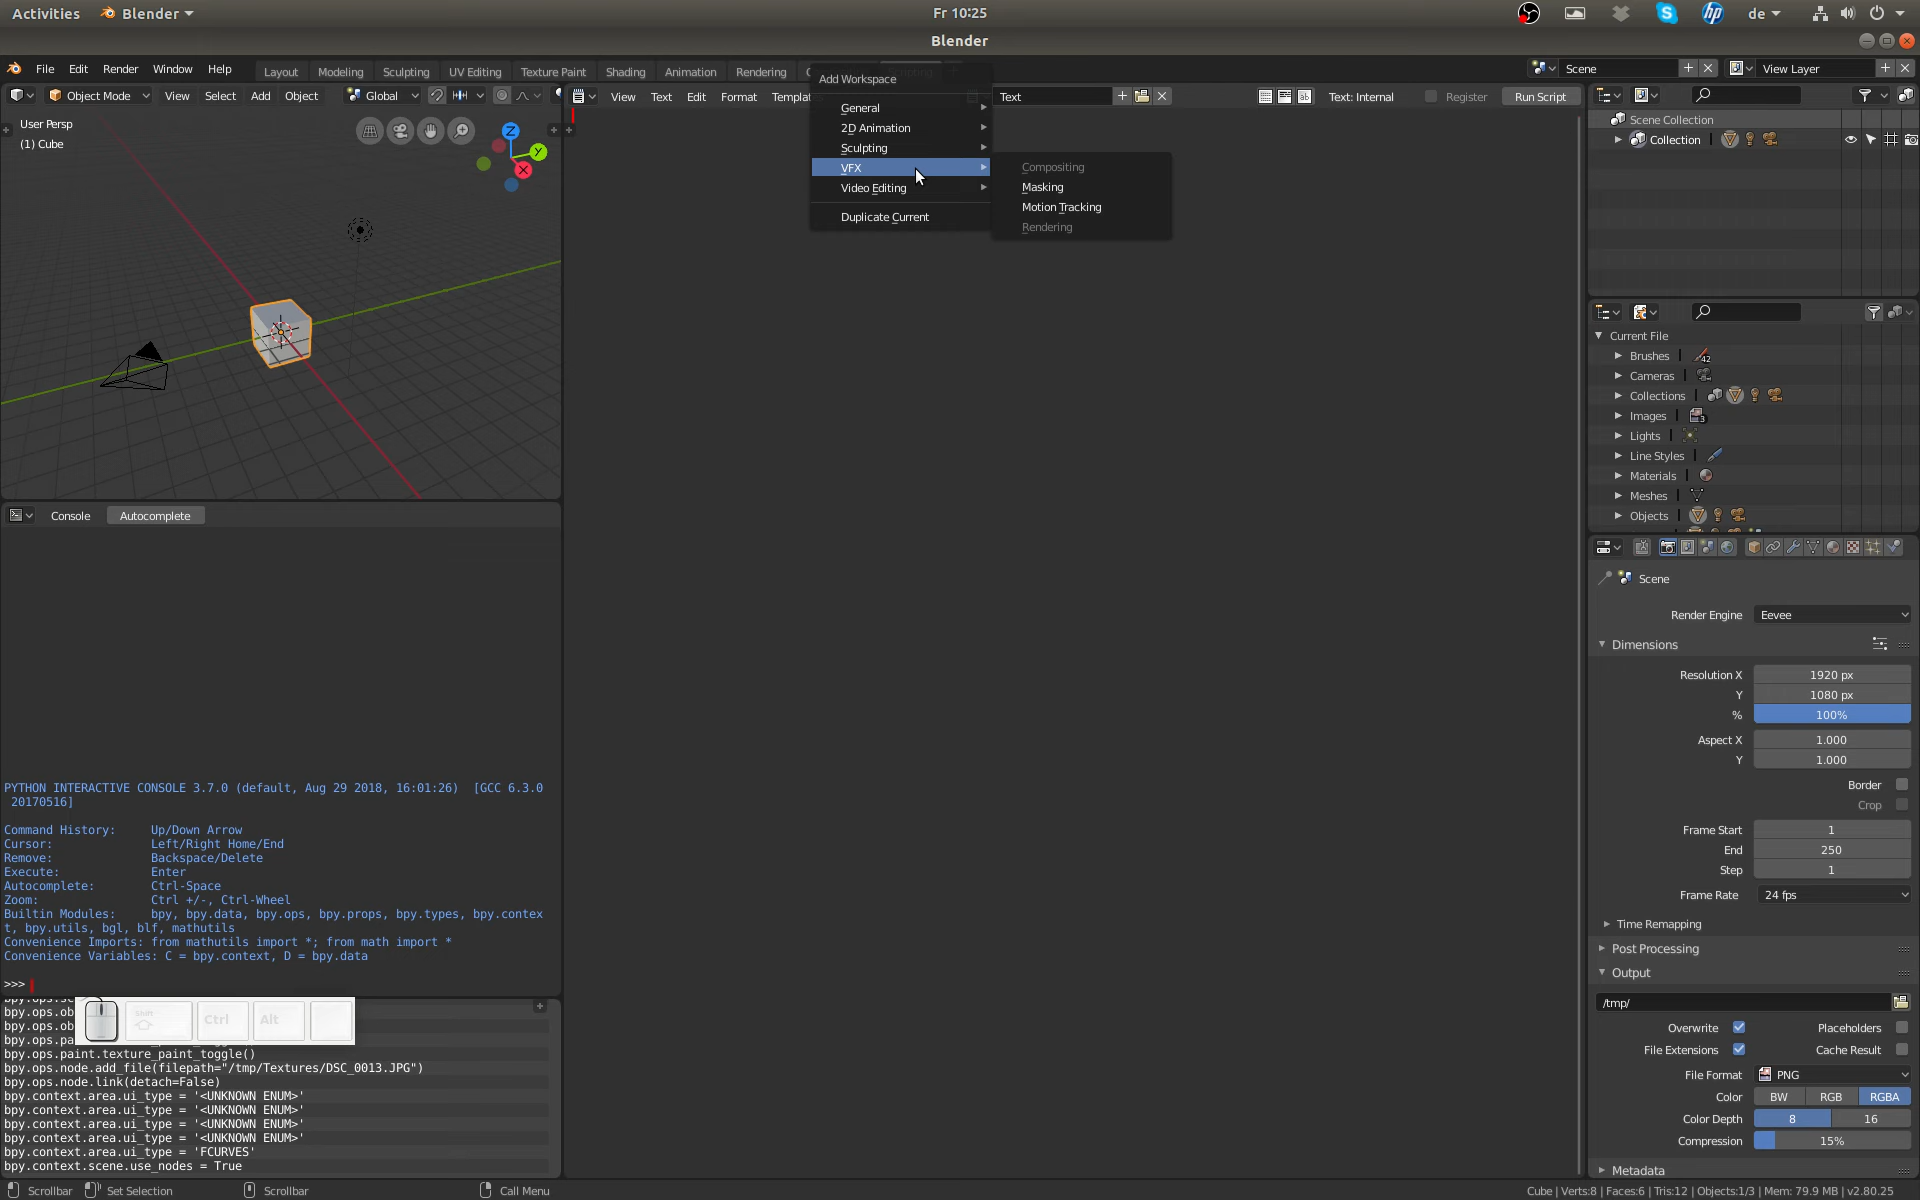 Activities
Blender
Fr 10:25
de
Blender
File Edit Render Window Help
Layout Modeling Sculpting UV Editing Texture Paint Shading Animation Rendering
Scene
View Layer
Object Mode View Select Add Object Global
User Persp
(1) Cube
Z
Y
X
Console Autocomplete
PYTHON INTERACTIVE CONSOLE 3.7.0 (default, Aug 29 2018, 16:01:26)  [GCC 6.3.0
20170516]
Command History: Up/Down Arrow
Cursor: Left/Right Home/End
Remove: Backspace/Delete
Execute: Enter
Autocomplete: Ctrl-Space
Zoom: Ctrl +/-, Ctrl-Wheel
Builtin Modules: bpy, bpy.data, bpy.ops, bpy.props, bpy.types, bpy.contex
t, bpy.utils, bgl, blf, mathutils
Convenience Imports: from mathutils import *; from math import *
Convenience Variables: C = bpy.context, D = bpy.data
>>>
Shift Ctrl Alt
bpy.ops.ob
bpy.ops.ob
bpy.ops.pa
bpy.ops.paint.texture_paint_toggle()
bpy.ops.node.add_file(filepath="/tmp/Textures/DSC_0013.JPG")
bpy.ops.node.link(detach=False)
bpy.context.area.ui_type = '<UNKNOWN ENUM>'
bpy.context.area.ui_type = '<UNKNOWN ENUM>'
bpy.context.area.ui_type = '<UNKNOWN ENUM>'
bpy.context.area.ui_type = '<UNKNOWN ENUM>'
bpy.context.area.ui_type = 'FCURVES'
bpy.context.scene.use_nodes = True
View Text Edit Format Templat
Text
Text: Internal
Register
Run Script
Add Workspace
General
2D Animation
Sculpting
VFX
Video Editing
Duplicate Current
Compositing
Masking
Motion Tracking
Rendering
Scene Collection
Collection
Current File
Brushes 42
Cameras
Collections
Images 3
Lights
Line Styles
Materials
Meshes
Objects
Scene
Render Engine Eevee
Dimensions
Resolution X 1920 px
Y 1080 px
% 100%
Aspect X 1.000
Y 1.000
Border
Crop
Frame Start 1
End 250
Step 1
Frame Rate 24 fps
Time Remapping
Post Processing
Output
/tmp/
Overwrite Placeholders
File Extensions Cache Result
File Format PNG
Color BW RGB RGBA
Color Depth 8 16
Compression 15%
Metadata
Scrollbar Set Selection Scrollbar Call Menu
Cube | Verts:8 | Faces:6 | Tris:12 | Objects:1/3 | Mem: 79.9 MB | v2.80.25